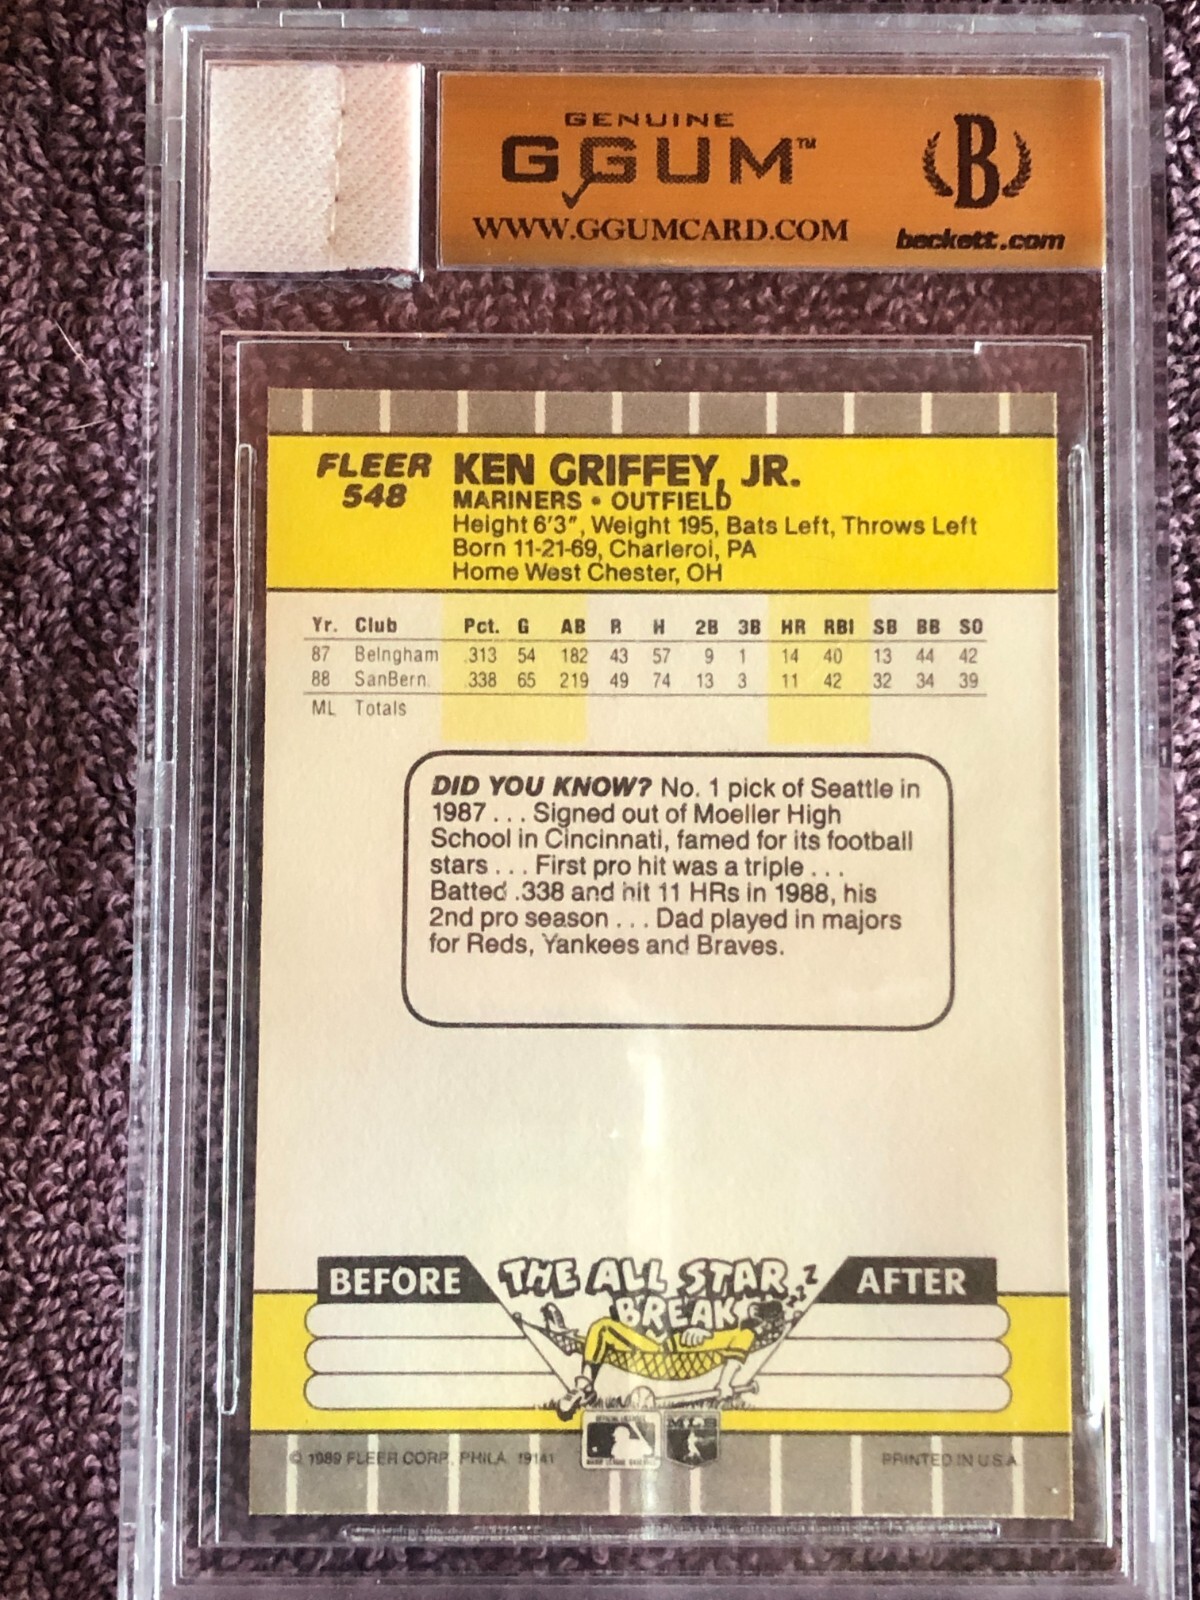 GENUINE
GGUM™
WWW.GGUMCARD.COM
B
beckett.com
FLEER
548
KEN GRIFFEY, JR.
MARINERS • OUTFIELD
Height 6'3", Weight 195, Bats Left, Throws Left
Born 11-21-69, Charleroi, PA
Home West Chester, OH
Yr. Club Pct. G AB R H 2B 3B HR RBI SB BB SO
87 Belngham .313 54 182 43 57 9 1 14 40 13 44 42
88 SanBern. .338 65 219 49 74 13 3 11 42 32 34 39
ML Totals
DID YOU KNOW? No. 1 pick of Seattle in
1987 . . . Signed out of Moeller High
School in Cincinnati, famed for its football
stars . . . First pro hit was a triple . . .
Batted .338 and hit 11 HRs in 1988, his
2nd pro season . . . Dad played in majors
for Reds, Yankees and Braves.
BEFORE
THE ALL STAR
BREAK
Z Z Z
AFTER
MLB
© 1989 FLEER CORP., PHILA. 19141
PRINTED IN U.S.A.